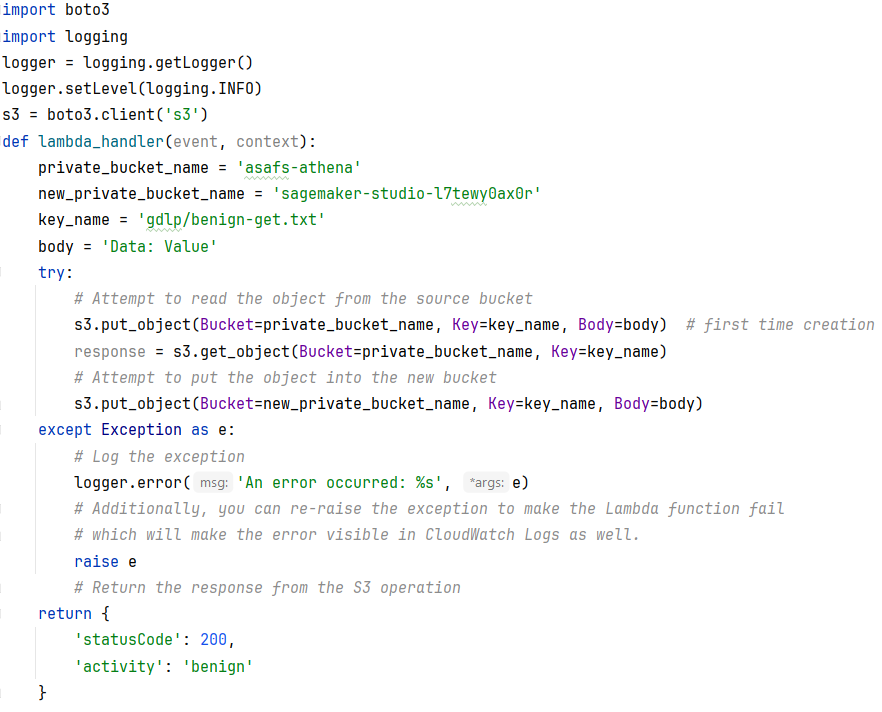 import boto3
import logging
logger = logging.getLogger()
logger.setLevel(logging.INFO)
s3 = boto3.client('s3')
def lambda_handler(event, context):
    private_bucket_name = 'asafs-athena'
    new_private_bucket_name = 'sagemaker-studio-l7tewy0ax0r'
    key_name = 'gdlp/benign-get.txt'
    body = 'Data: Value'
    try:
        # Attempt to read the object from the source bucket
        s3.put_object(Bucket=private_bucket_name, Key=key_name, Body=body)  # first time creation
        response = s3.get_object(Bucket=private_bucket_name, Key=key_name)
        # Attempt to put the object into the new bucket
        s3.put_object(Bucket=new_private_bucket_name, Key=key_name, Body=body)
    except Exception as e:
        # Log the exception
        logger.error( msg: 'An error occurred: %s', *args: e)
        # Additionally, you can re-raise the exception to make the Lambda function fail
        # which will make the error visible in CloudWatch Logs as well.
        raise e
        # Return the response from the S3 operation
    return {
        'statusCode': 200,
        'activity': 'benign'
    }